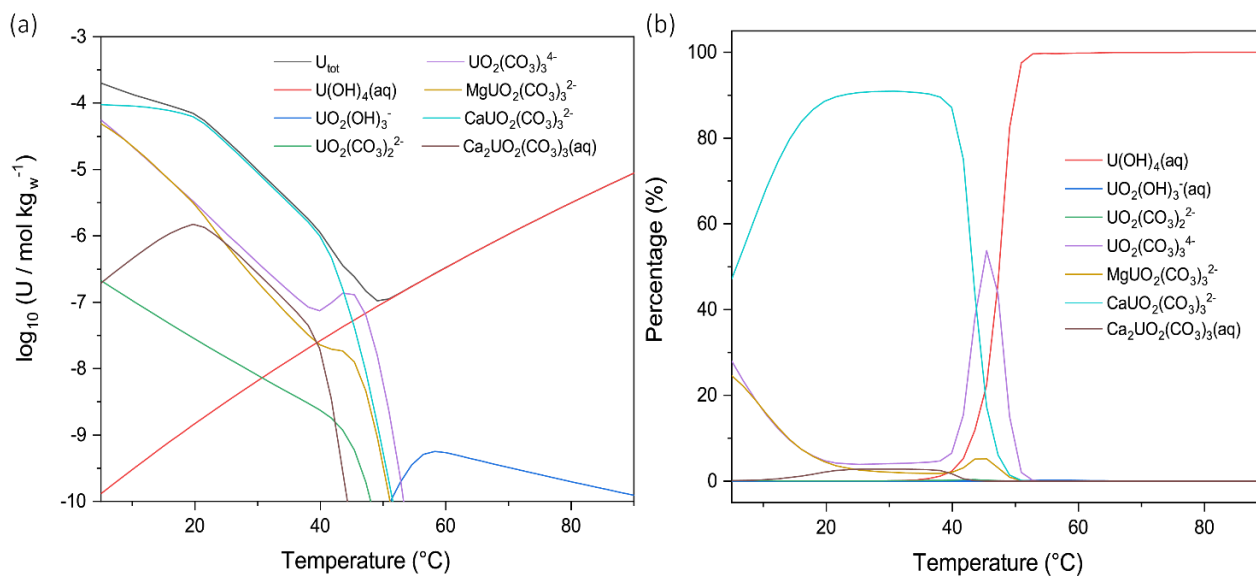 (a)
-3
-4
-5
-6
-7
-8
-9
-10
log₁₀ (U / mol kg_w⁻¹)
U_tot
U(OH)₄(aq)
UO₂(OH)₃⁻
UO₂(CO₃)₂²⁻
UO₂(CO₃)₃⁴⁻
MgUO₂(CO₃)₃²⁻
CaUO₂(CO₃)₃²⁻
Ca₂UO₂(CO₃)₃(aq)
20 40 60 80
Temperature (°C)
(b)
100
80
60
40
20
0
Percentage (%)
U(OH)₄(aq)
UO₂(OH)₃⁻(aq)
UO₂(CO₃)₂²⁻
UO₂(CO₃)₃⁴⁻
MgUO₂(CO₃)₃²⁻
CaUO₂(CO₃)₃²⁻
Ca₂UO₂(CO₃)₃(aq)
20 40 60 80
Temperature (°C)